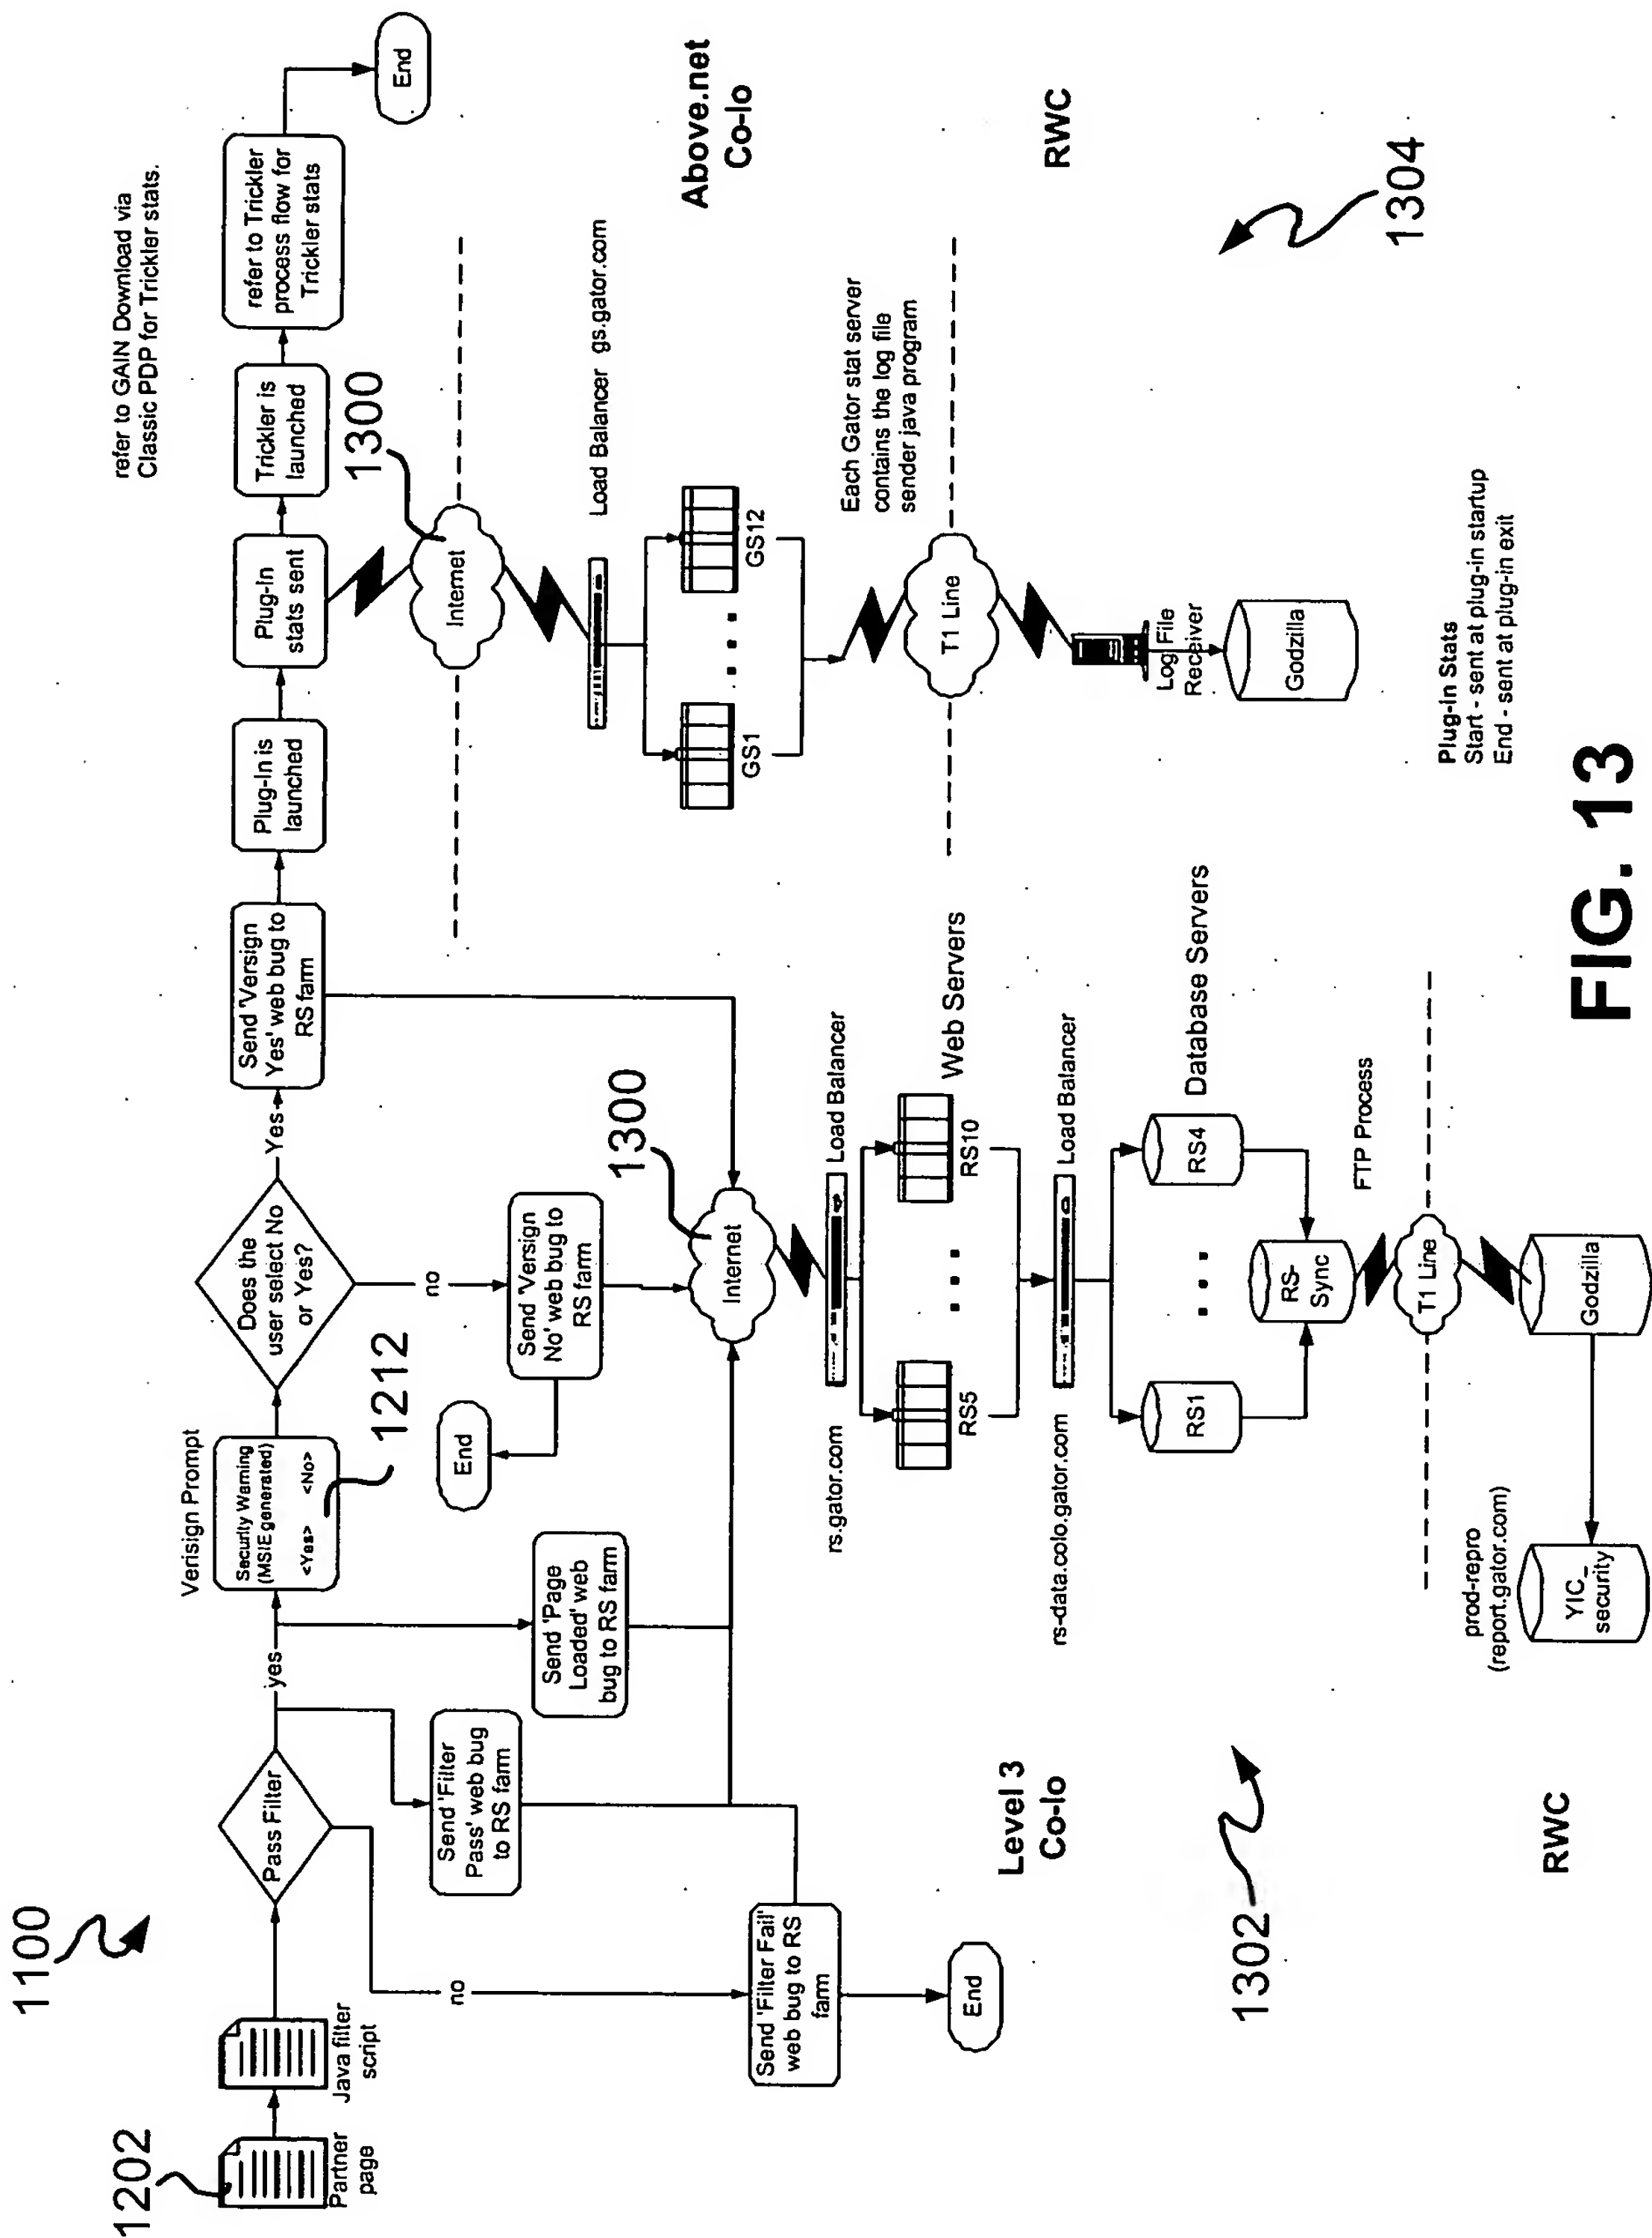 1100
1202
Partner
page
Java filter
script
Pass Filter
yes
no
Send 'Filter
Pass' web bug
to RS farm
Send 'Filter Fail'
web bug to RS
farm
End
Send 'Page
Loaded' web
bug to RS farm
Verisign Prompt
Security Warning
(MSIE generated)
<Yes> <No>
1212
Does the
user select No
or Yes?
Yes
no
Send 'Versign
No' web bug to
RS farm
End
Send 'Versign
Yes' web bug to
RS farm
Plug-In is
launched
Plug-In
stats sent
Trickler is
launched
refer to Trickler
process flow for
Trickler stats
End
refer to GAIN Download via
Classic PDP for Trickler stats.
1300
Internet
1300
Internet
Load Balancer gs.gator.com
Above.net
Co-lo
GS1
GS12
Each Gator stat server
contains the log file
sender java program
T1 Line
RWC
Log File
Receiver
Godzilla
1304
Plug-in Stats
Start - sent at plug-in startup
End - sent at plug-in exit
Level 3
Co-lo
rs.gator.com
Load Balancer
RS5
RS10
Web Servers
rs-data.colo.gator.com
Load Balancer
RS1
RS4
Database Servers
RS-
Sync
FTP Process
T1 Line
1302
RWC
prod-repro
(report.gator.com)
YIC_
security
Godzilla
FIG. 13